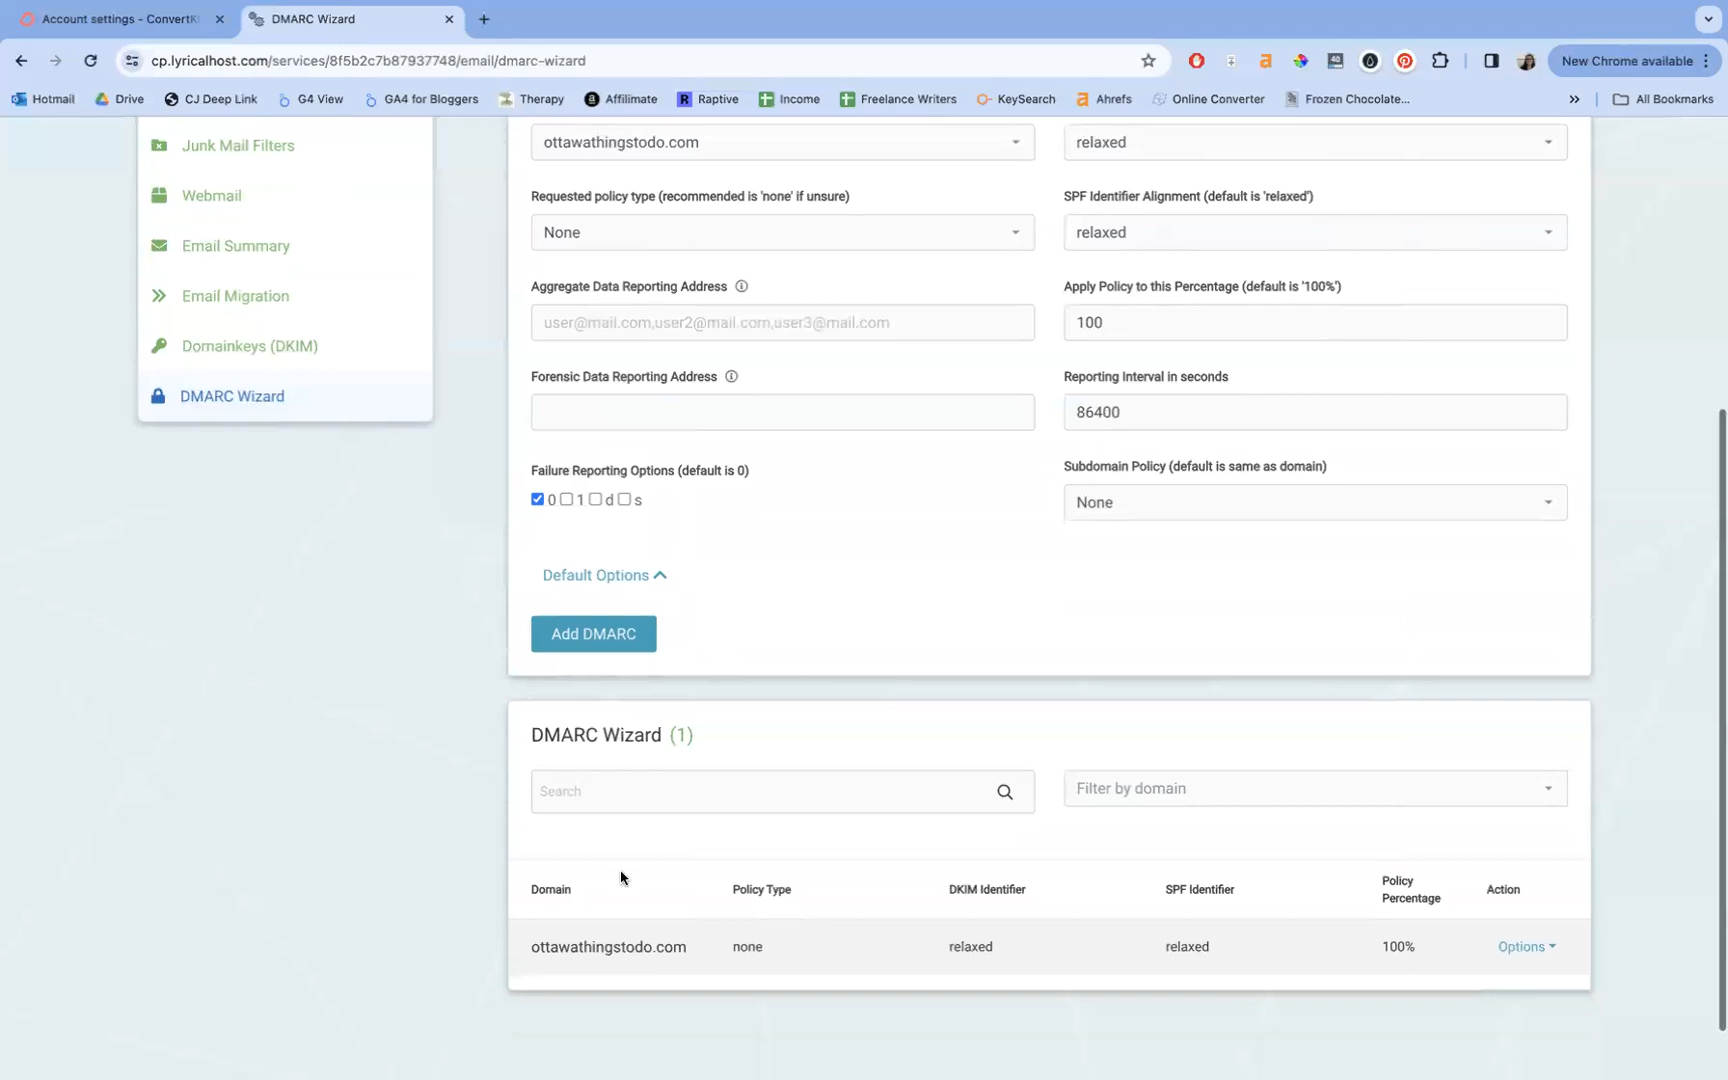 Account settings - ConvertKi
DMARC Wizard
cp.lyricalhost.com/services/8f5b2c7b87937748/email/dmarc-wizard
New Chrome available
Hotmail
Drive
CJ Deep Link
G4 View
GA4 for Bloggers
Therapy
Affilimate
Raptive
Income
Freelance Writers
KeySearch
Ahrefs
Online Converter
Frozen Chocolate...
»
All Bookmarks
Junk Mail Filters
Webmail
Email Summary
Email Migration
Domainkeys (DKIM)
DMARC Wizard
ottawathingstodo.com
relaxed
Requested policy type (recommended is 'none' if unsure)
SPF Identifier Alignment (default is 'relaxed')
None
relaxed
Aggregate Data Reporting Address
Apply Policy to this Percentage (default is '100%')
user@mail.com,user2@mail.com,user3@mail.com
100
Forensic Data Reporting Address
Reporting Interval in seconds
86400
Failure Reporting Options (default is 0)
Subdomain Policy (default is same as domain)
0 1 d s
None
Default Options
Add DMARC
DMARC Wizard (1)
Search
Filter by domain
Domain
Policy Type
DKIM Identifier
SPF Identifier
Policy
Percentage
Action
ottawathingstodo.com
none
relaxed
relaxed
100%
Options